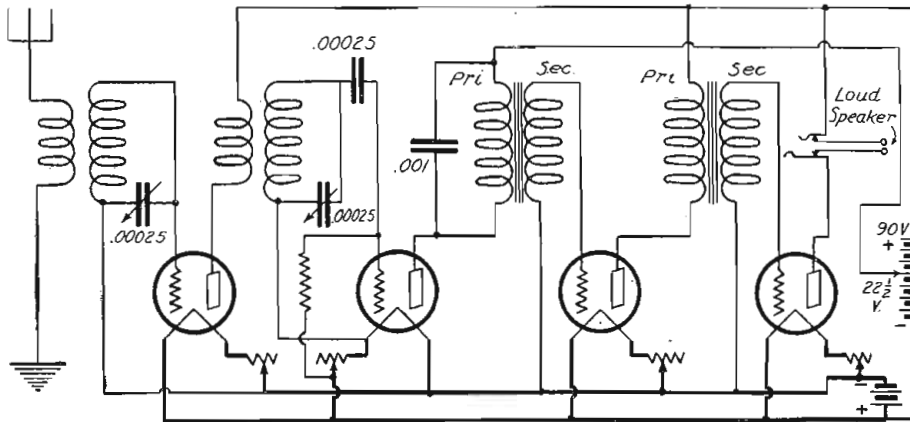 .00025
Pri
Sec.
Pri
Sec
Loud
Speaker
.001
.00025
.00025
90V
+
22½
V.
−
+